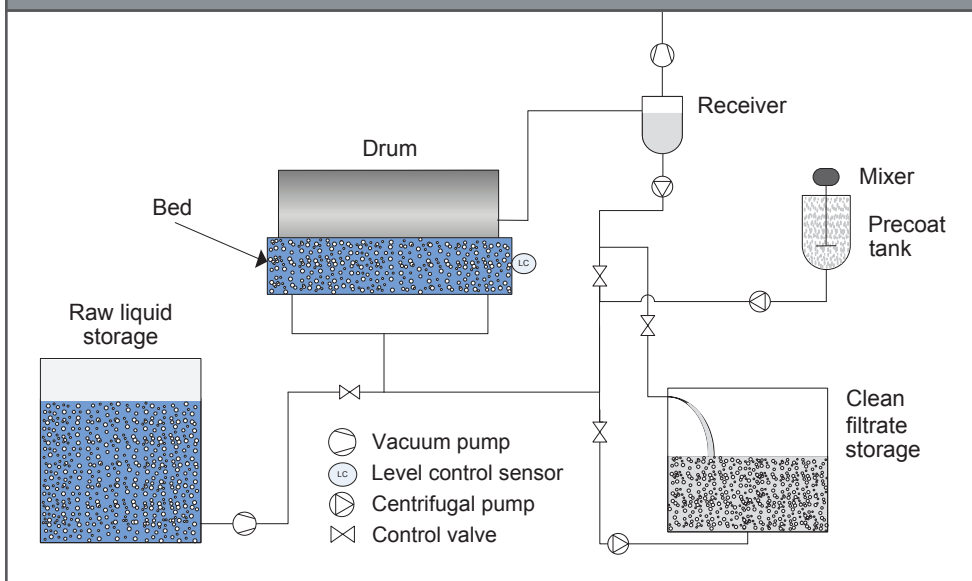 Receiver
Drum
Mixer
Precoat
tank
Bed
LC
Raw liquid
storage
Clean
filtrate
storage
Vacuum pump
LC Level control sensor
Centrifugal pump
Control valve